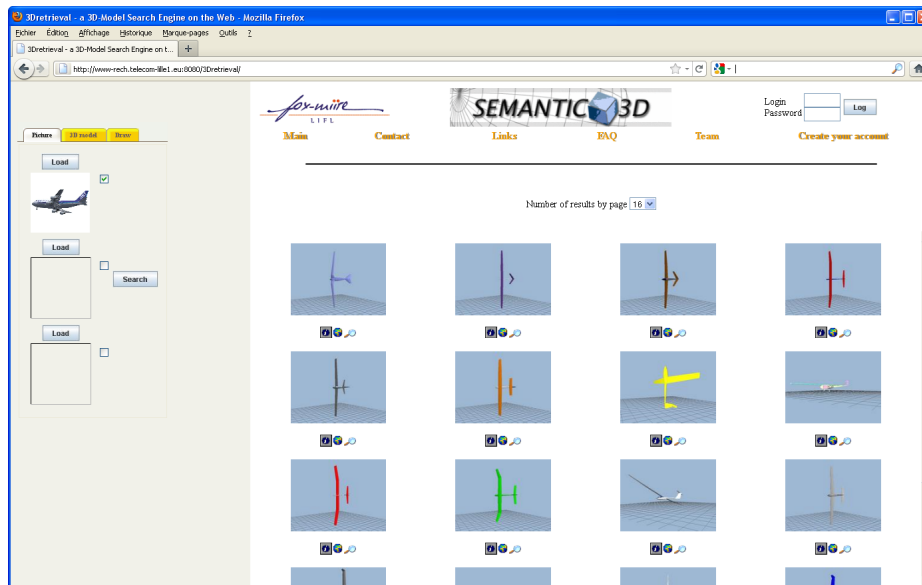 3Dretrieval - a 3D-Model Search Engine on the Web - Mozilla Firefox
Fichier Édition Affichage Historique Marque-pages Outils ?
3Dretrieval - a 3D-Model Search Engine on t... +
http://www-rech.telecom-lille1.eu:8080/3Dretrieval/
fox-miire
LIFL
SEMANTIC 3D
Login
Password
Log
Main Contact Links FAQ Team Create your account
Picture 3D model Draw
Load
Number of results by page 16
Load
Search
Load